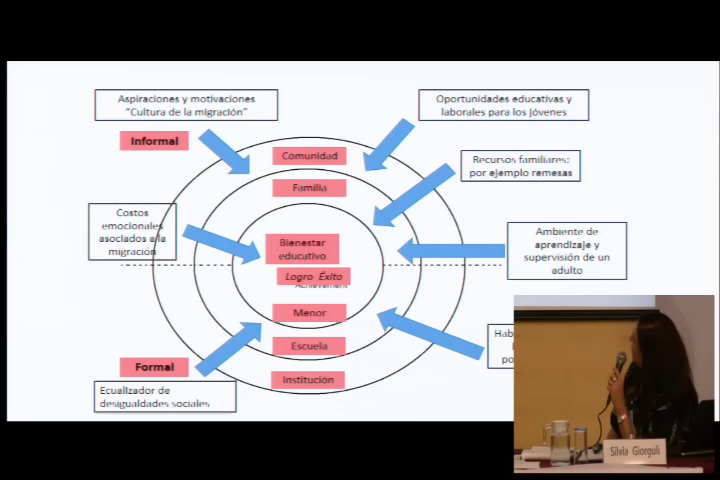 Aspiraciones y motivaciones
"Cultura de la migración"
Oportunidades educativas y
laborales para los jóvenes
Informal
Comunidad
Recursos familiares:
por ejemplo remesas
Familia
Costos
emocionales
asociados a la
migración
Bienestar
educativo
Ambiente de
aprendizaje y
supervisión de un
adulto
Logro Éxito
Menor
Escuela
Formal
Institución
Ecualizador de
desigualdades sociales
Silvia Giorguli